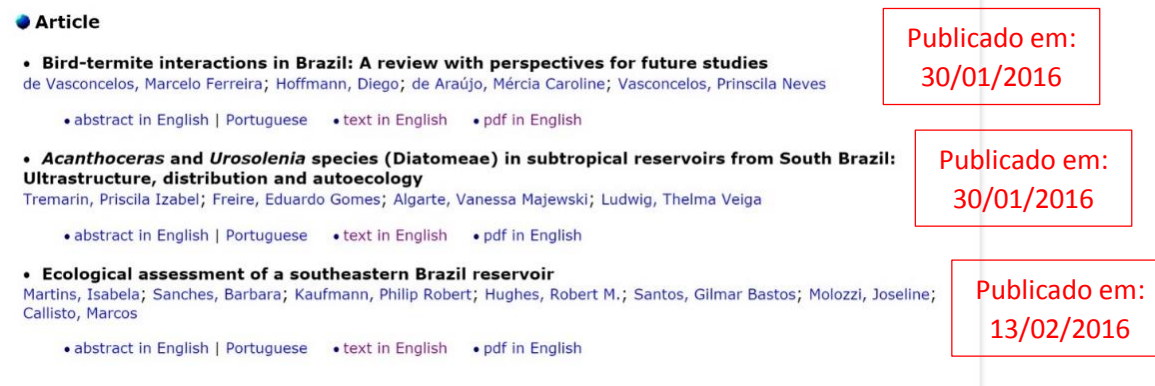 Article
Publicado em:
30/01/2016
• Bird-termite interactions in Brazil: A review with perspectives for future studies
de Vasconcelos, Marcelo Ferreira; Hoffmann, Diego; de Araújo, Mércia Caroline; Vasconcelos, Prinscila Neves
• abstract in English | Portuguese • text in English • pdf in English
• Acanthoceras and Urosolenia species (Diatomeae) in subtropical reservoirs from South Brazil:
Ultrastructure, distribution and autoecology
Publicado em:
30/01/2016
Tremarin, Priscila Izabel; Freire, Eduardo Gomes; Algarte, Vanessa Majewski; Ludwig, Thelma Veiga
• abstract in English | Portuguese • text in English • pdf in English
• Ecological assessment of a southeastern Brazil reservoir
Martins, Isabela; Sanches, Barbara; Kaufmann, Philip Robert; Hughes, Robert M.; Santos, Gilmar Bastos; Molozzi, Joseline;
Callisto, Marcos
Publicado em:
13/02/2016
• abstract in English | Portuguese • text in English • pdf in English